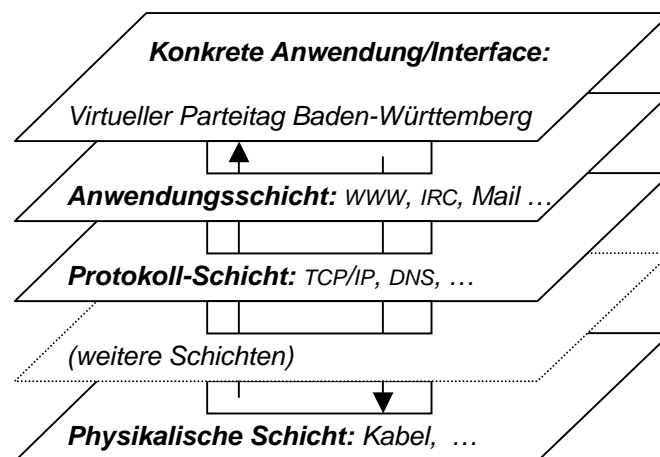 Konkrete Anwendung/Interface:
Virtueller Parteitag Baden-Württemberg
Anwendungsschicht: WWW, IRC, Mail …
Protokoll-Schicht: TCP/IP, DNS, …
(weitere Schichten)
Physikalische Schicht: Kabel, …